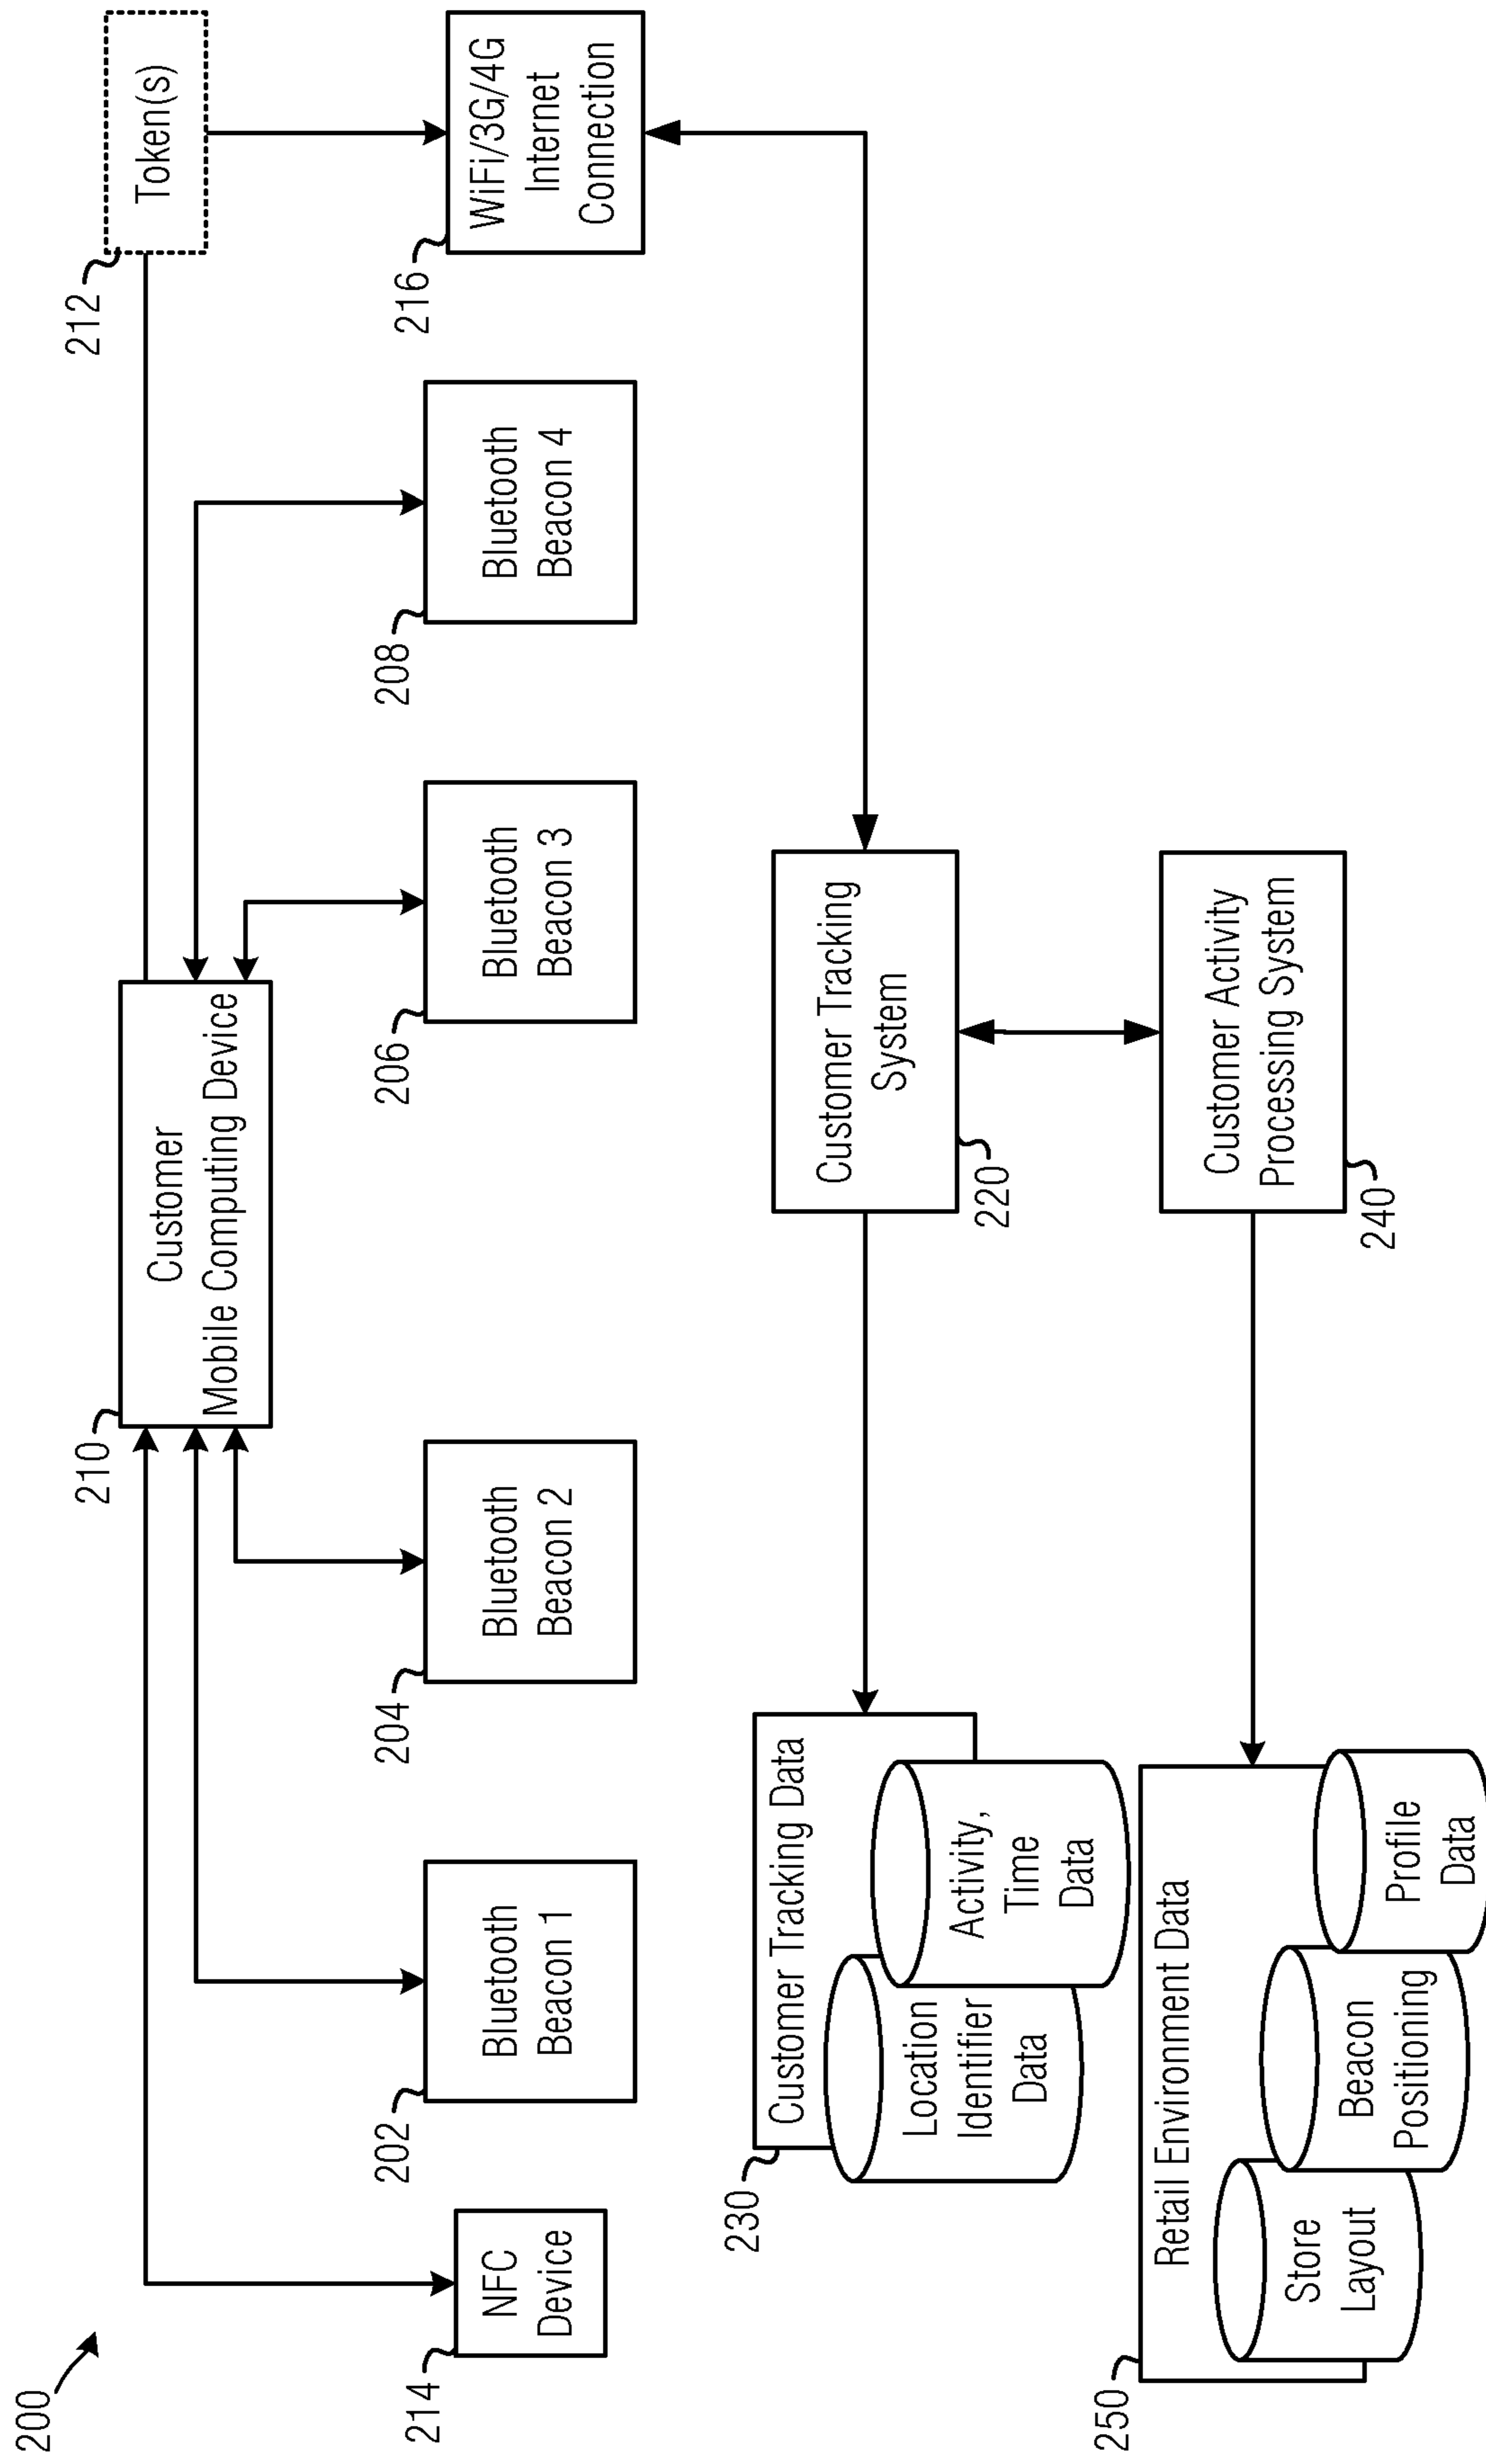 200
210
Customer
Mobile Computing Device
212
Token(s)
214
NFC
Device
202
Bluetooth
Beacon 1
204
Bluetooth
Beacon 2
206
Bluetooth
Beacon 3
208
Bluetooth
Beacon 4
216
WiFi/3G/4G
Internet
Connection
230
Customer Tracking Data
Location
Identifier
Data
Activity,
Time
Data
Customer Tracking
System
220
250
Retail Environment Data
Store
Layout
Beacon
Positioning
Profile
Data
Customer Activity
Processing System
240